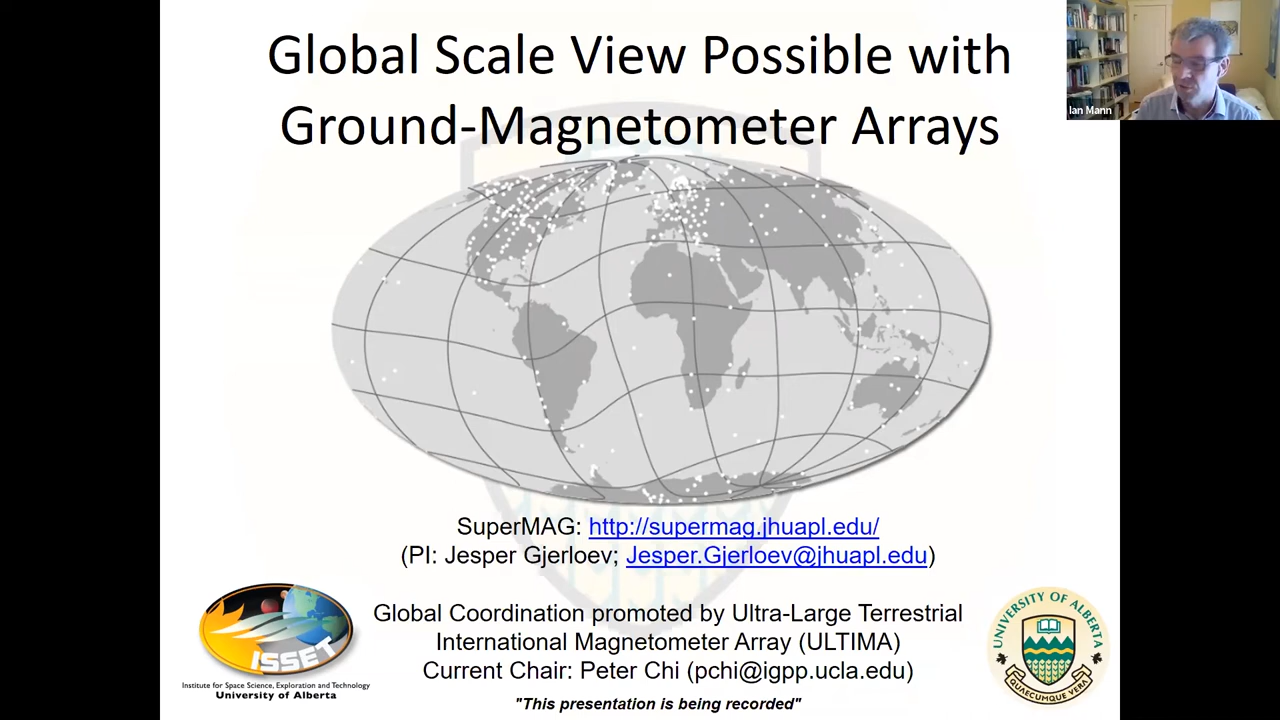 Global Scale View Possible with
Ground-Magnetometer Arrays
Ian Mann
SuperMAG: http://supermag.jhuapl.edu/
(PI: Jesper Gjerloev; Jesper.Gjerloev@jhuapl.edu)
Global Coordination promoted by Ultra-Large Terrestrial
International Magnetometer Array (ULTIMA)
Current Chair: Peter Chi (pchi@igpp.ucla.edu)
"This presentation is being recorded"
ISSET
Institute for Space Science, Exploration and Technology
University of Alberta
UNIVERSITY OF ALBERTA
QUAECUMQUE VERA